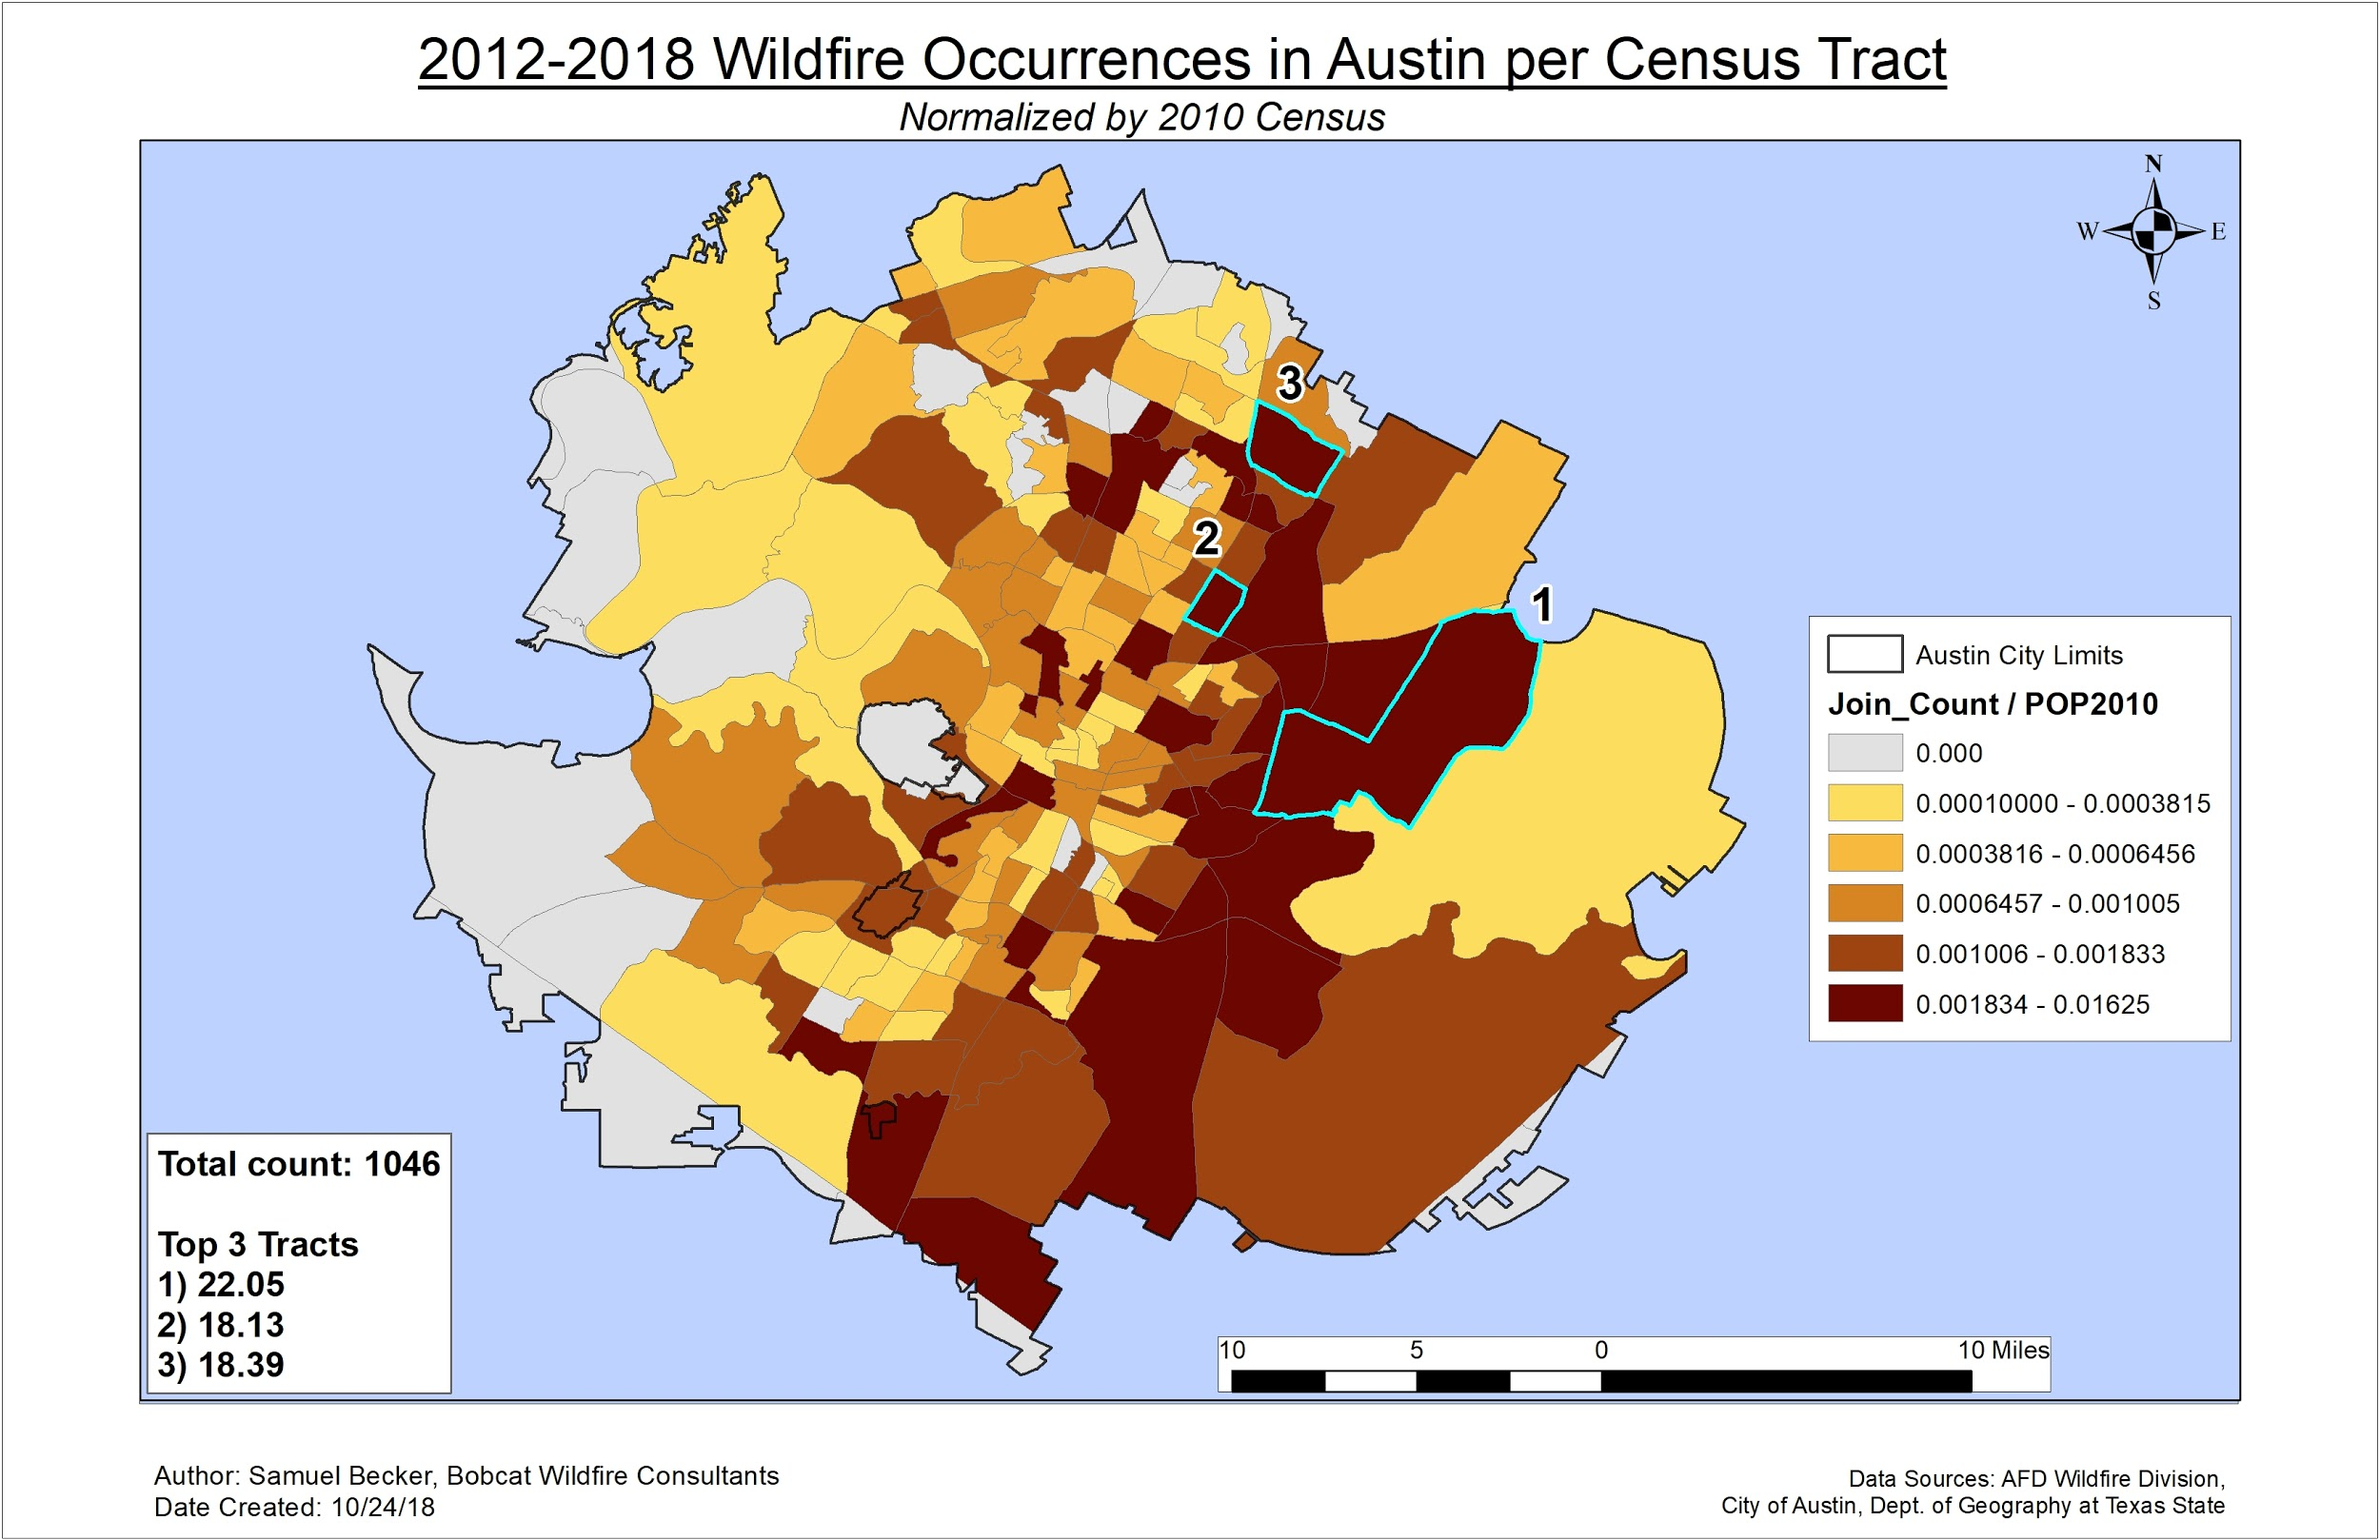 2012-2018 Wildfire Occurrences in Austin per Census Tract
Normalized by 2010 Census
N
W E
S
3
2
1
Austin City Limits
Join_Count / POP2010
0.000
0.00010000 - 0.0003815
0.0003816 - 0.0006456
0.0006457 - 0.001005
0.001006 - 0.001833
0.001834 - 0.01625
Total count: 1046
Top 3 Tracts
1) 22.05
2) 18.13
3) 18.39
10 5 0 10 Miles
Author: Samuel Becker, Bobcat Wildfire Consultants
Date Created: 10/24/18
Data Sources: AFD Wildfire Division,
City of Austin, Dept. of Geography at Texas State